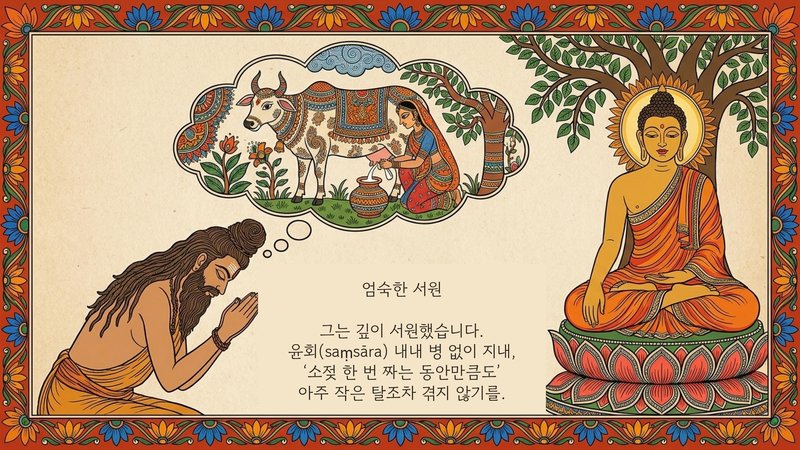 엄숙한 서원
그는 깊이 서원했습니다.
윤회(saṃsāra) 내내 병 없이 지내,
‘소젖 한 번 짜는 동안만큼도’
아주 작은 탈조차 겪지 않기를.